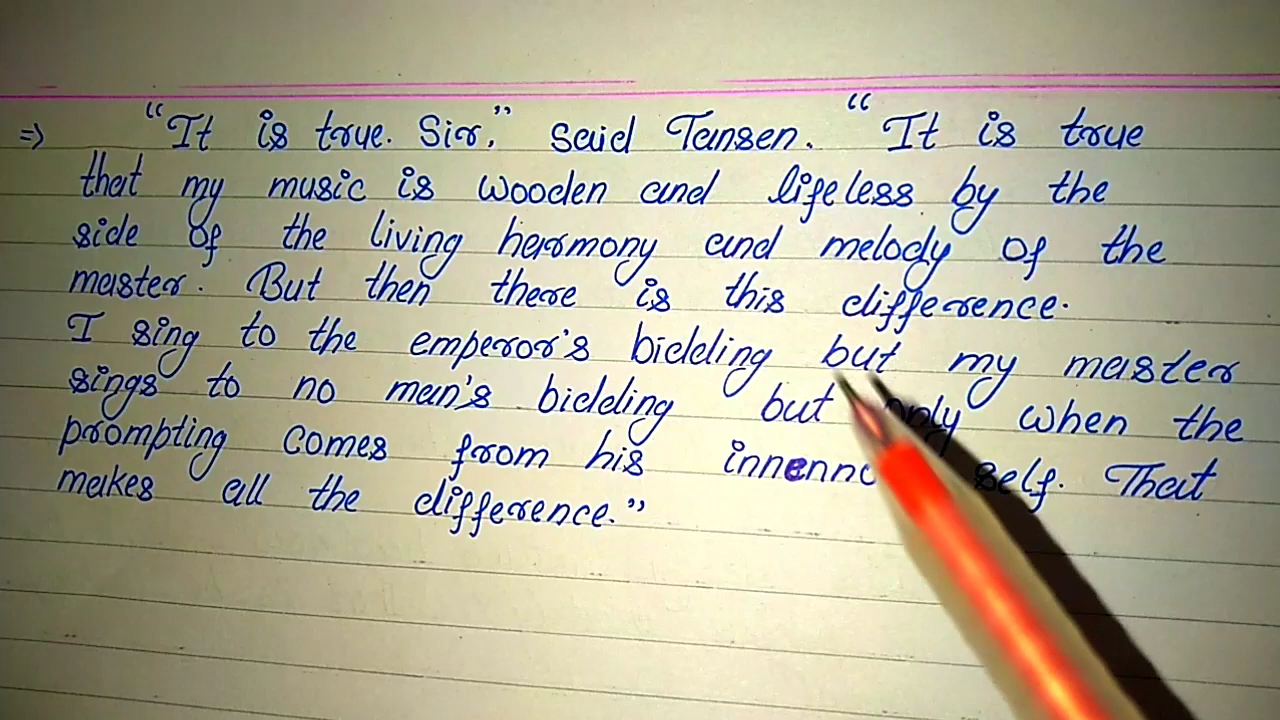 ⇒ "It is true. Sir," said Tansen. "It is true
that my music is wooden and lifeless by the
side of the living harmony and melody of the
master. But then there is this difference.
I sing to the emperor's bidding but my master
sings to no man's bidding but only when the
prompting comes from his self. That
makes all the difference."